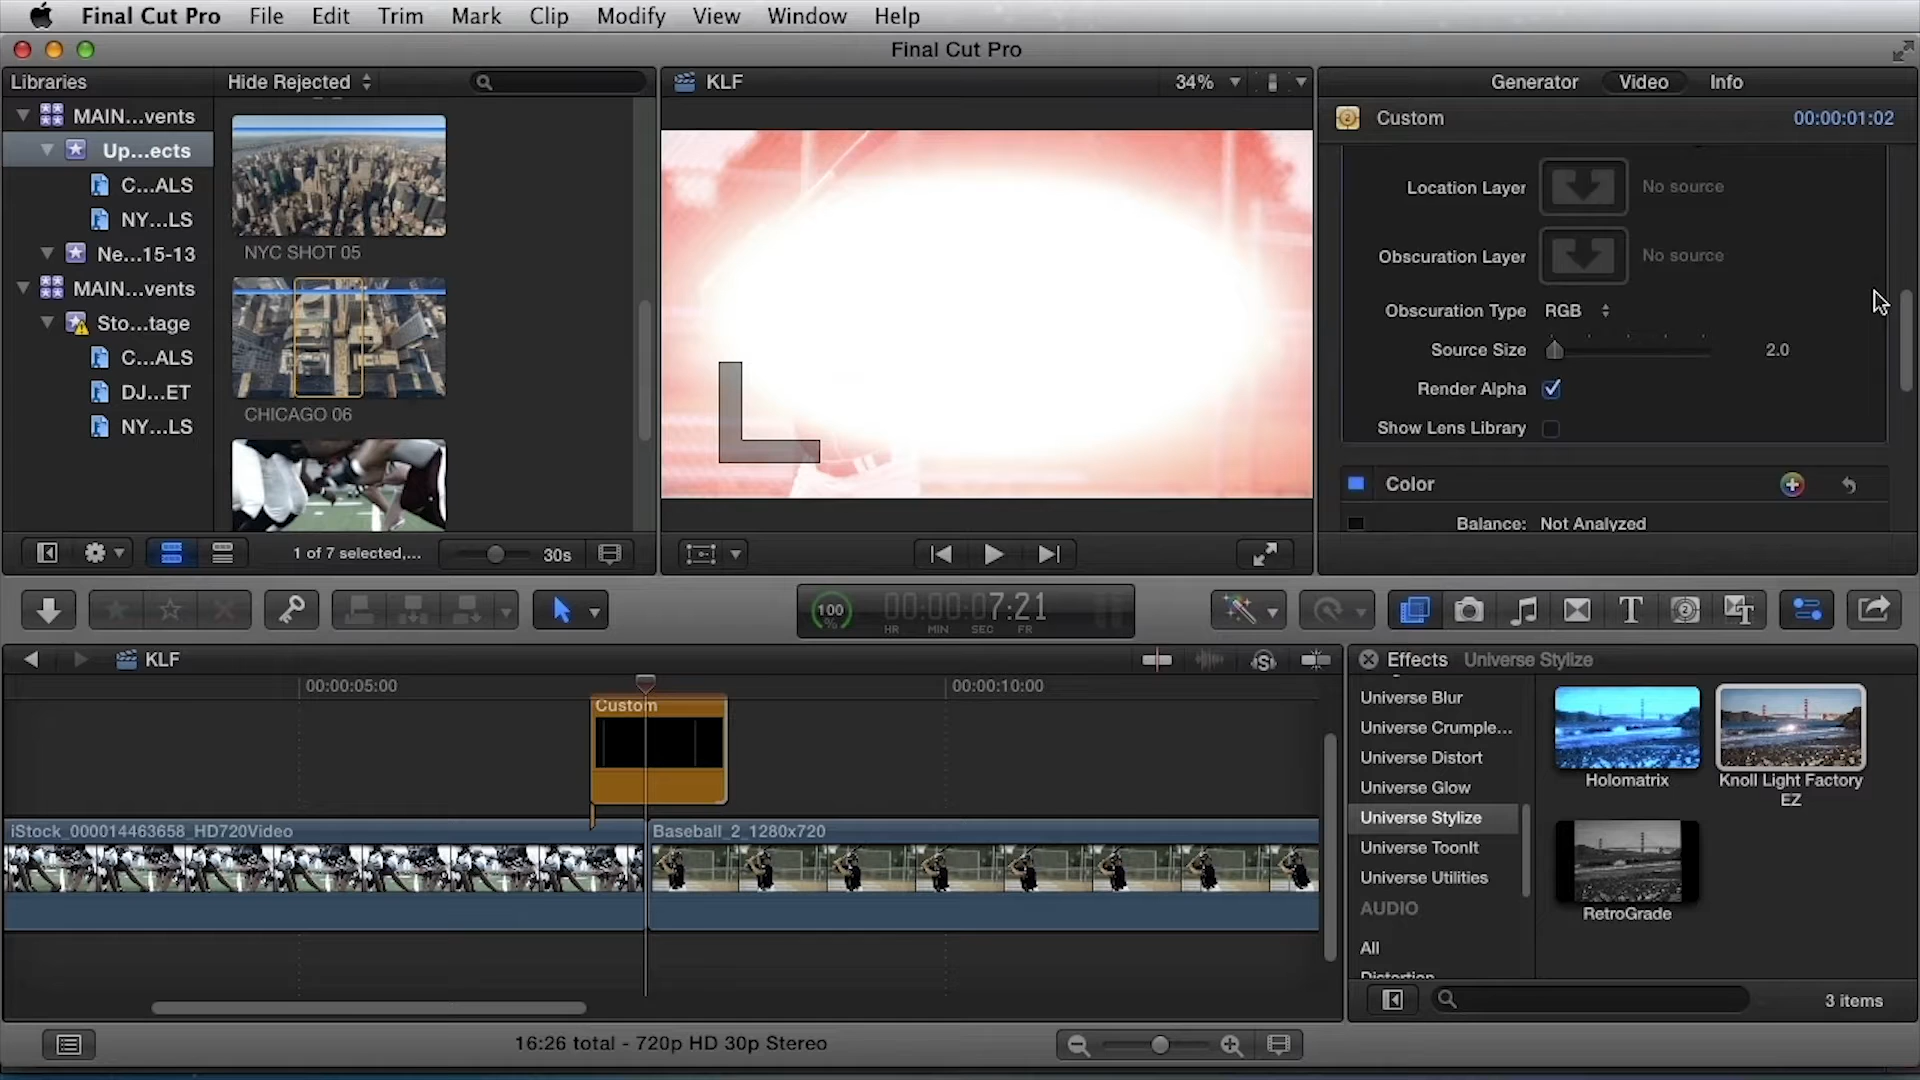 Final Cut Pro File Edit Trim Mark Clip Modify View Window Help
Final Cut Pro
Libraries
Hide Rejected
KLF
34%
Generator
Video
Info
MAIN...vents
Up...ects
C...ALS
NY...LS
Ne...15-13
MAIN...vents
Sto...tage
C...ALS
DJ...ET
NY...LS
NYC SHOT 05
CHICAGO 06
1 of 7 selected,...
30s
Custom
00:00:01:02
Location Layer
No source
Obscuration Layer
No source
Obscuration Type RGB
Source Size
2.0
Render Alpha
Show Lens Library
Color
Balance: Not Analyzed
100
%
00:00:07:21
HR MIN SEC FR
KLF
00:00:05:00
00:00:10:00
Custom
iStock_000014463658_HD720Video
Baseball_2_1280x720
Effects Universe Stylize
Universe Blur
Universe Crumple...
Universe Distort
Universe Glow
Universe Stylize
Universe ToonIt
Universe Utilities
AUDIO
All
Distortion
Holomatrix
Knoll Light Factory
EZ
RetroGrade
3 items
16:26 total - 720p HD 30p Stereo